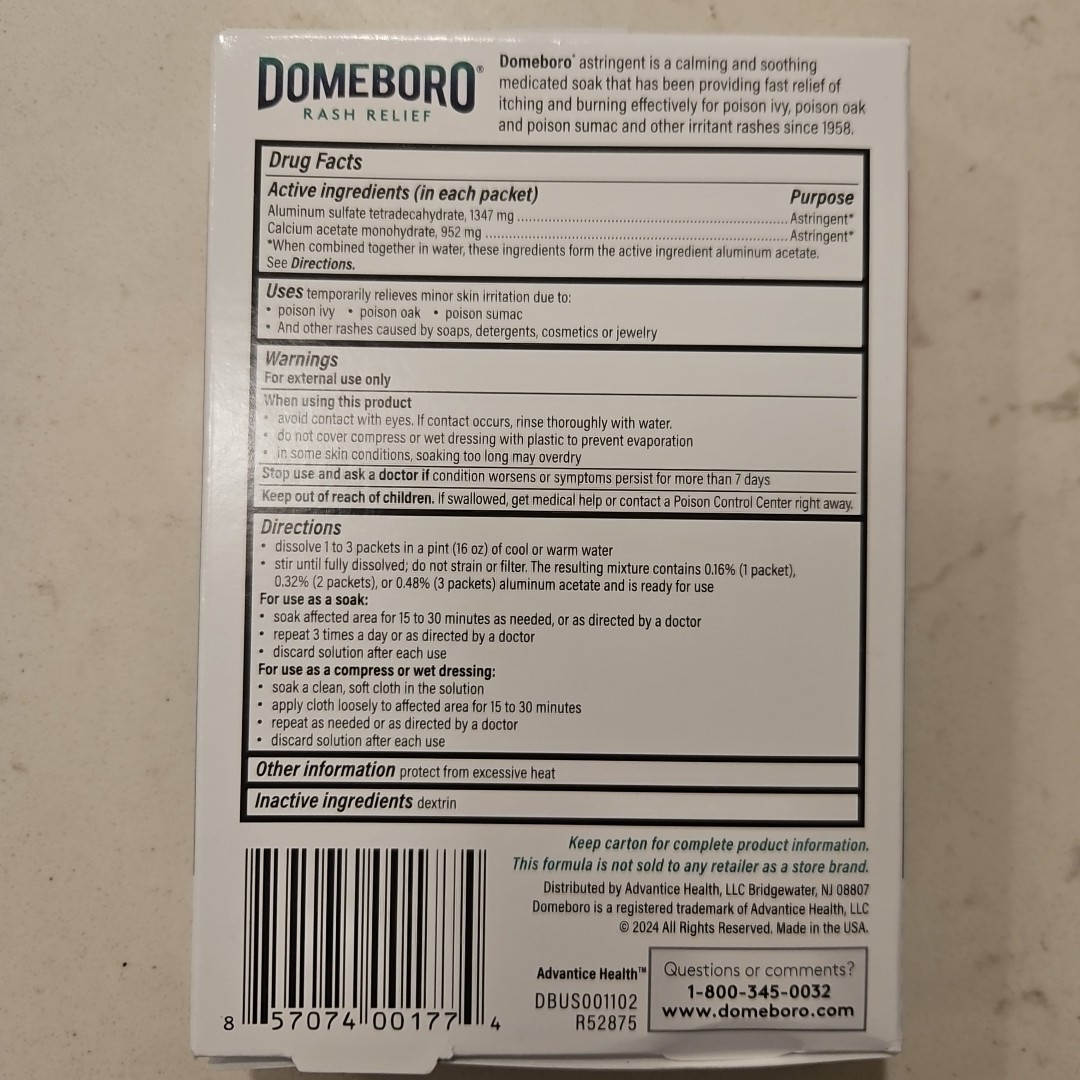 DOMEBORO®
RASH RELIEF
Domeboro® astringent is a calming and soothing
medicated soak that has been providing fast relief of
itching and burning effectively for poison ivy, poison oak
and poison sumac and other irritant rashes since 1958.
Drug Facts
Active ingredients (in each packet) Purpose
Aluminum sulfate tetradecahydrate, 1347 mg ........ Astringent*
Calcium acetate monohydrate, 952 mg ........ Astringent*
*When combined together in water, these ingredients form the active ingredient aluminum acetate.
See Directions.
Uses temporarily relieves minor skin irritation due to:
• poison ivy • poison oak • poison sumac
• And other rashes caused by soaps, detergents, cosmetics or jewelry
Warnings
For external use only
When using this product
• avoid contact with eyes. If contact occurs, rinse thoroughly with water.
• do not cover compress or wet dressing with plastic to prevent evaporation
• in some skin conditions, soaking too long may overdry
Stop use and ask a doctor if condition worsens or symptoms persist for more than 7 days
Keep out of reach of children. If swallowed, get medical help or contact a Poison Control Center right away.
Directions
• dissolve 1 to 3 packets in a pint (16 oz) of cool or warm water
• stir until fully dissolved; do not strain or filter. The resulting mixture contains 0.16% (1 packet),
0.32% (2 packets), or 0.48% (3 packets) aluminum acetate and is ready for use
For use as a soak:
• soak affected area for 15 to 30 minutes as needed, or as directed by a doctor
• repeat 3 times a day or as directed by a doctor
• discard solution after each use
For use as a compress or wet dressing:
• soak a clean, soft cloth in the solution
• apply cloth loosely to affected area for 15 to 30 minutes
• repeat as needed or as directed by a doctor
• discard solution after each use
Other information protect from excessive heat
Inactive ingredients dextrin
Keep carton for complete product information.
This formula is not sold to any retailer as a store brand.
Distributed by Advantice Health, LLC Bridgewater, NJ 08807
Domeboro is a registered trademark of Advantice Health, LLC
© 2024 All Rights Reserved. Made in the USA.
Advantice Health™
DBUS001102
R52875
Questions or comments?
1-800-345-0032
www.domeboro.com
8 57074 00177 4